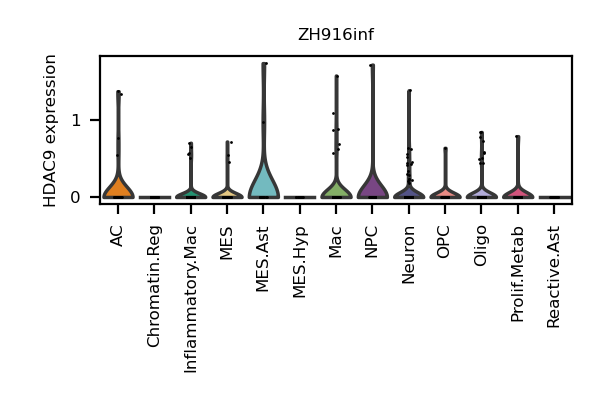 ZH916inf
HDAC9 expression
1
0
AC
Chromatin.Reg
Inflammatory.Mac
MES
MES.Ast
MES.Hyp
Mac
NPC
Neuron
OPC
Oligo
Prolif.Metab
Reactive.Ast